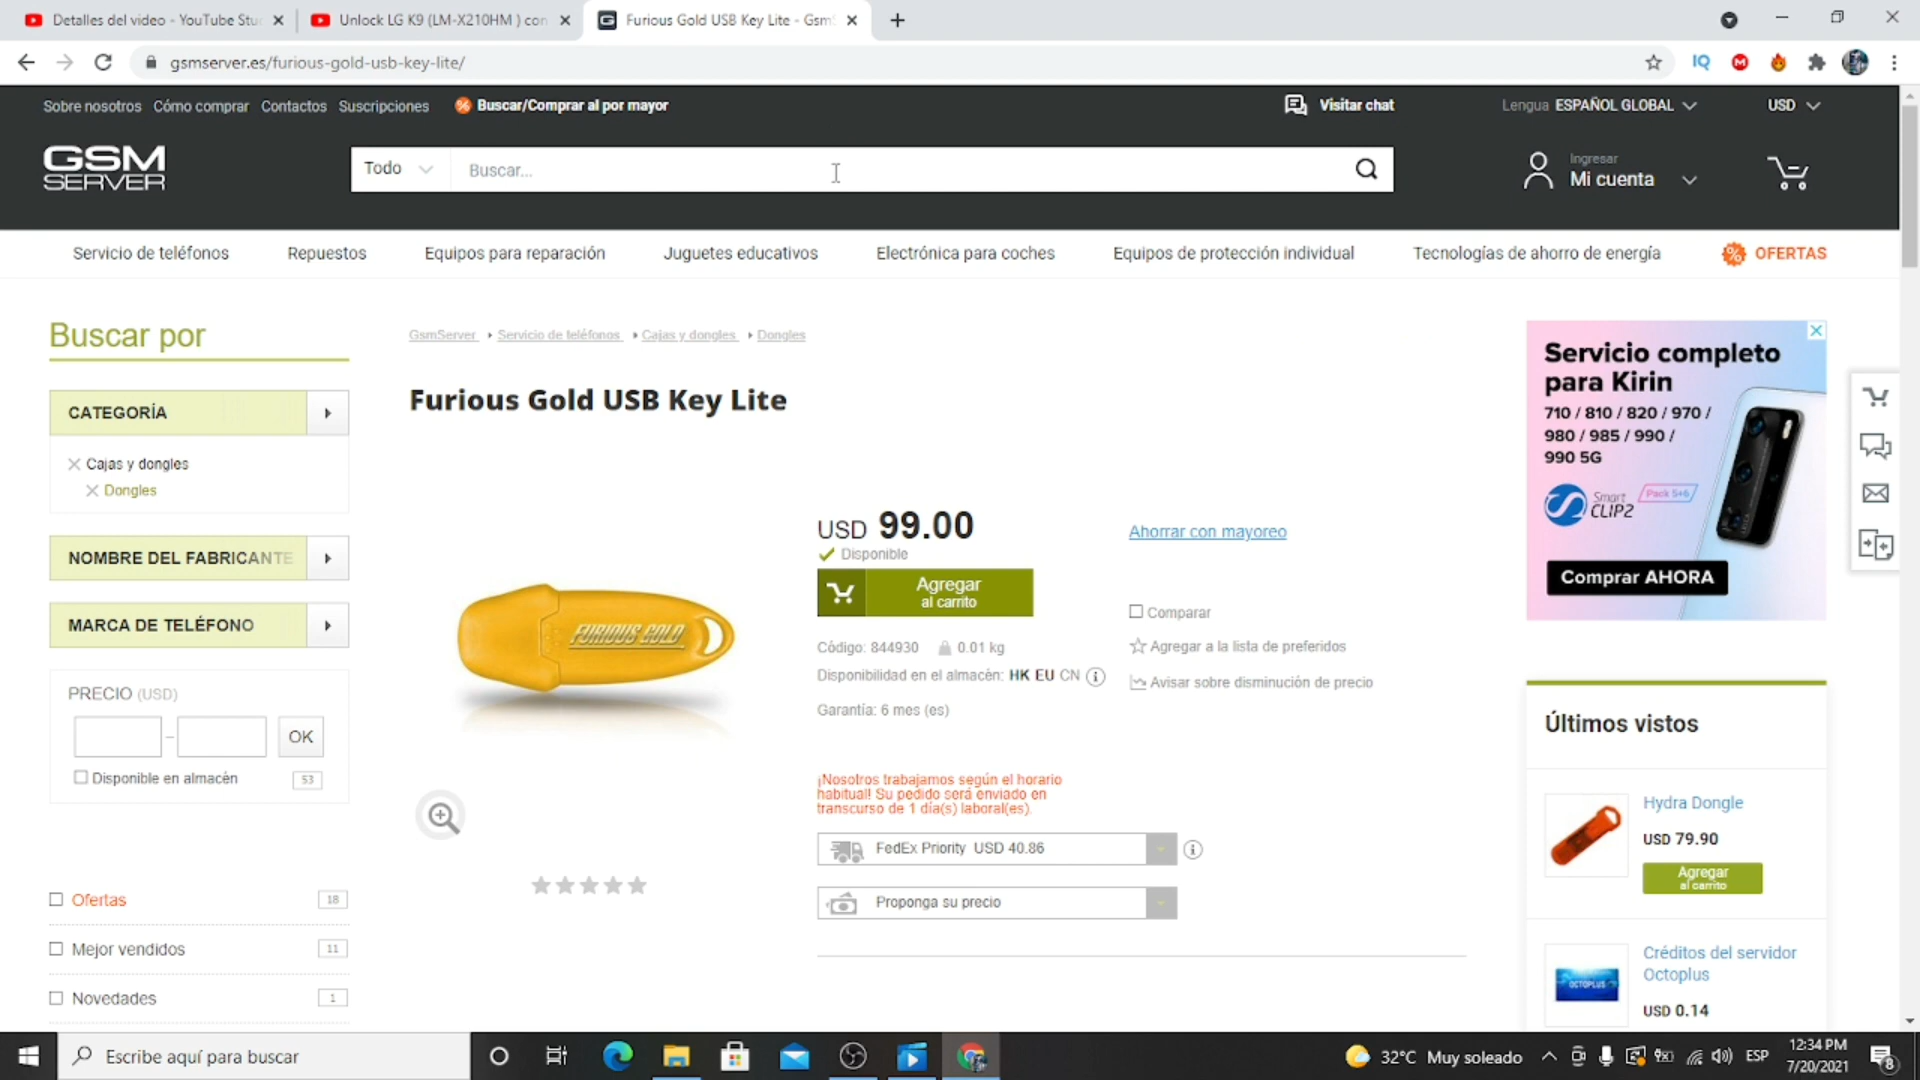 Detalles del video - YouTube Stu
Unlock LG K9 (LM-X210HM ) con
Furious Gold USB Key Lite - GsmS
gsmserver.es/furious-gold-usb-key-lite/
Sobre nosotros Cómo comprar Contactos Suscripciones % Buscar/Comprar al por mayor Visitar chat Lengua ESPAÑOL GLOBAL USD
GSM
SERVER
Todo Buscar...
Ingresar
Mi cuenta
Servicio de teléfonos Repuestos Equipos para reparación Juguetes educativos Electrónica para coches Equipos de protección individual Tecnologías de ahorro de energía % OFERTAS
Buscar por
CATEGORÍA
Cajas y dongles
Dongles
NOMBRE DEL FABRICANTE
MARCA DE TELÉFONO
PRECIO (USD)
– OK
Disponible en almacén 53
Ofertas 18
Mejor vendidos 11
Novedades 1
GsmServer Servicio de teléfonos Cajas y dongles Dongles
Furious Gold USB Key Lite
FURIOUS GOLD
USD 99.00
Disponible
Agregar
al carrito
Código: 844930 0.01 kg
Disponibilidad en el almacén: HK EU CN
Garantía: 6 mes (es)
Ahorrar con mayoreo
Comparar
Agregar a la lista de preferidos
Avisar sobre disminución de precio
¡Nosotros trabajamos según el horario
habitual! Su pedido será enviado en
transcurso de 1 día(s) laboral(es).
FedEx Priority USD 40.86
Proponga su precio
Servicio completo
para Kirin
710 / 810 / 820 / 970 /
980 / 985 / 990 /
990 5G
Smart
CLIP2
Pack 5+6
Comprar AHORA
Últimos vistos
Hydra Dongle
USD 79.90
Agregar
al carrito
OCTOPLUS
Créditos del servidor
Octoplus
USD 0.14
Escribe aquí para buscar
32°C Muy soleado
ESP
12:34 PM
7/20/2021
8
IQ
M